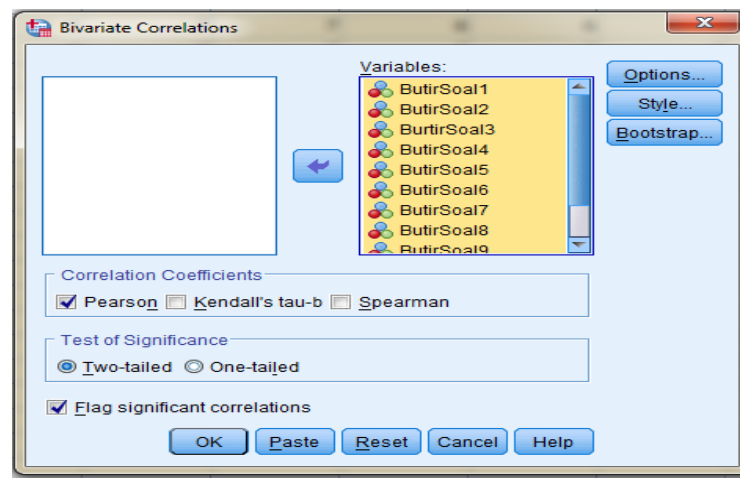 Bivariate Correlations
Variables:
ButirSoal1
ButirSoal2
BurtirSoal3
ButirSoal4
ButirSoal5
ButirSoal6
ButirSoal7
ButirSoal8
ButirSoal9
Options...
Style...
Bootstrap...
Correlation Coefficients
Pearson Kendall's tau-b Spearman
Test of Significance
Two-tailed One-tailed
Flag significant correlations
OK Paste Reset Cancel Help